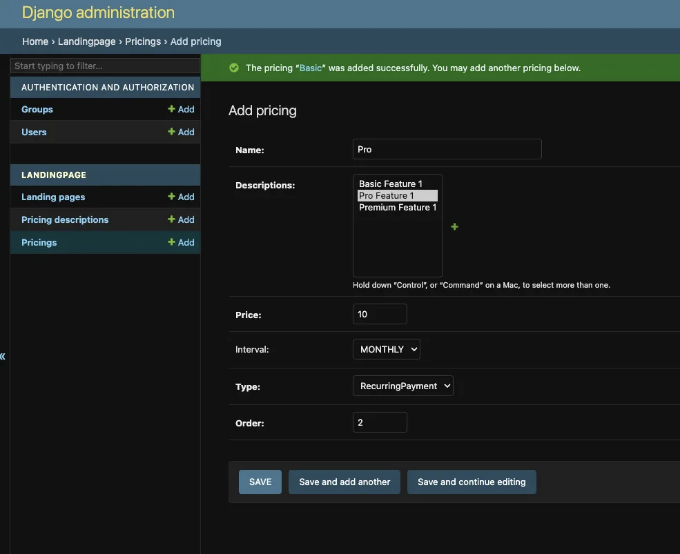 Django administration
Home › Landingpage › Pricings › Add pricing
Start typing to filter...
AUTHENTICATION AND AUTHORIZATION
Groups + Add
Users + Add
LANDINGPAGE
Landing pages + Add
Pricing descriptions + Add
Pricings + Add
«
The pricing “Basic” was added successfully. You may add another pricing below.
Add pricing
Name: Pro
Descriptions:
Basic Feature 1
Pro Feature 1
Premium Feature 1
+
Hold down “Control”, or “Command” on a Mac, to select more than one.
Price: 10
Interval: MONTHLY
Type: RecurringPayment
Order: 2
SAVE Save and add another Save and continue editing